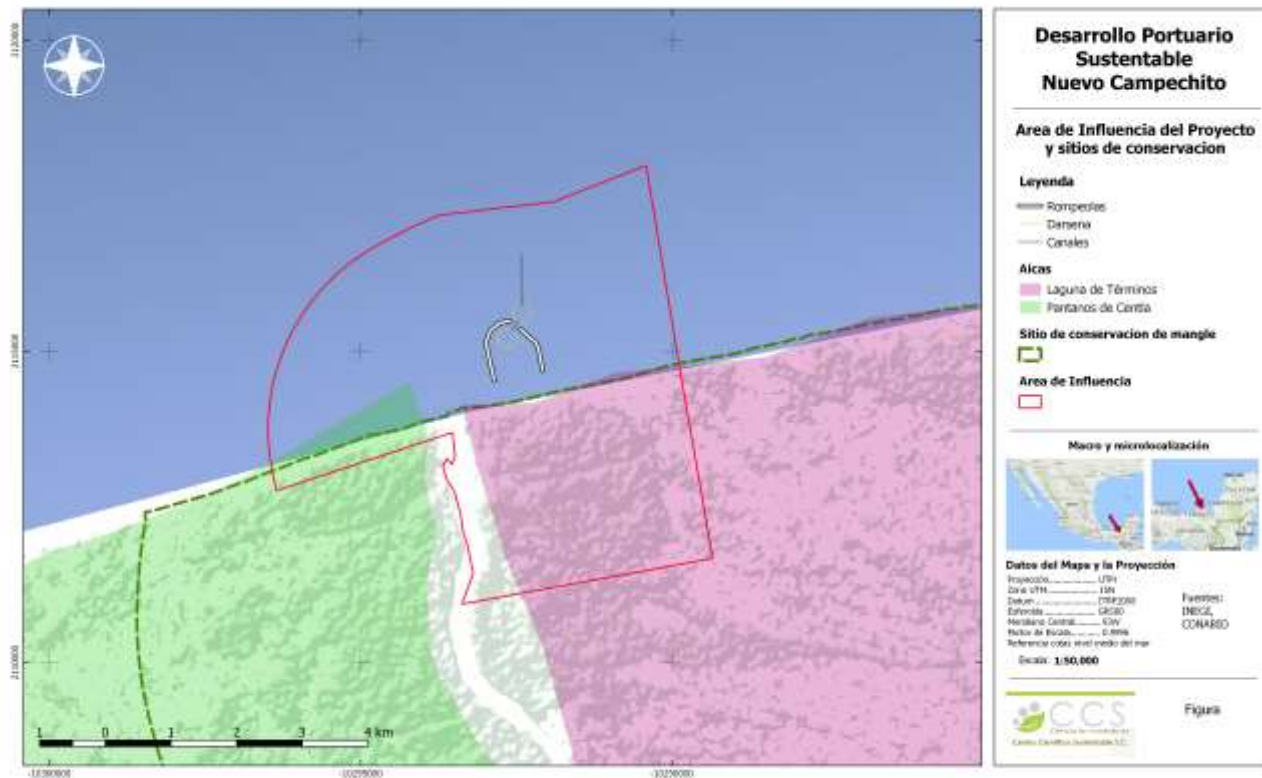 Desarrollo Portuario
Sustentable
Nuevo Campechito
Area de Influencia del Proyecto
y sitios de conservacion
Leyenda
Rompeolas
Darsena
Canales
Aicas
Laguna de Términos
Pantanos de Centla
Sitio de conservacion de mangle
Area de Influencia
Macro y microlocalización
Datos del Mapa y la Proyección
Proyección.............. UTM
Zona UTM
Datum
Elipsoide
Meridiano Central
Factor de Escala 0.9996
Referencia cotas nivel medio del mar
Escala: 1:50,000
Fuentes:
INEGI,
CONABIO
CCS
Centro Científico Sustentable S.C.
Figura
1 0 1 2 3 4 km
-10295000
-10290000